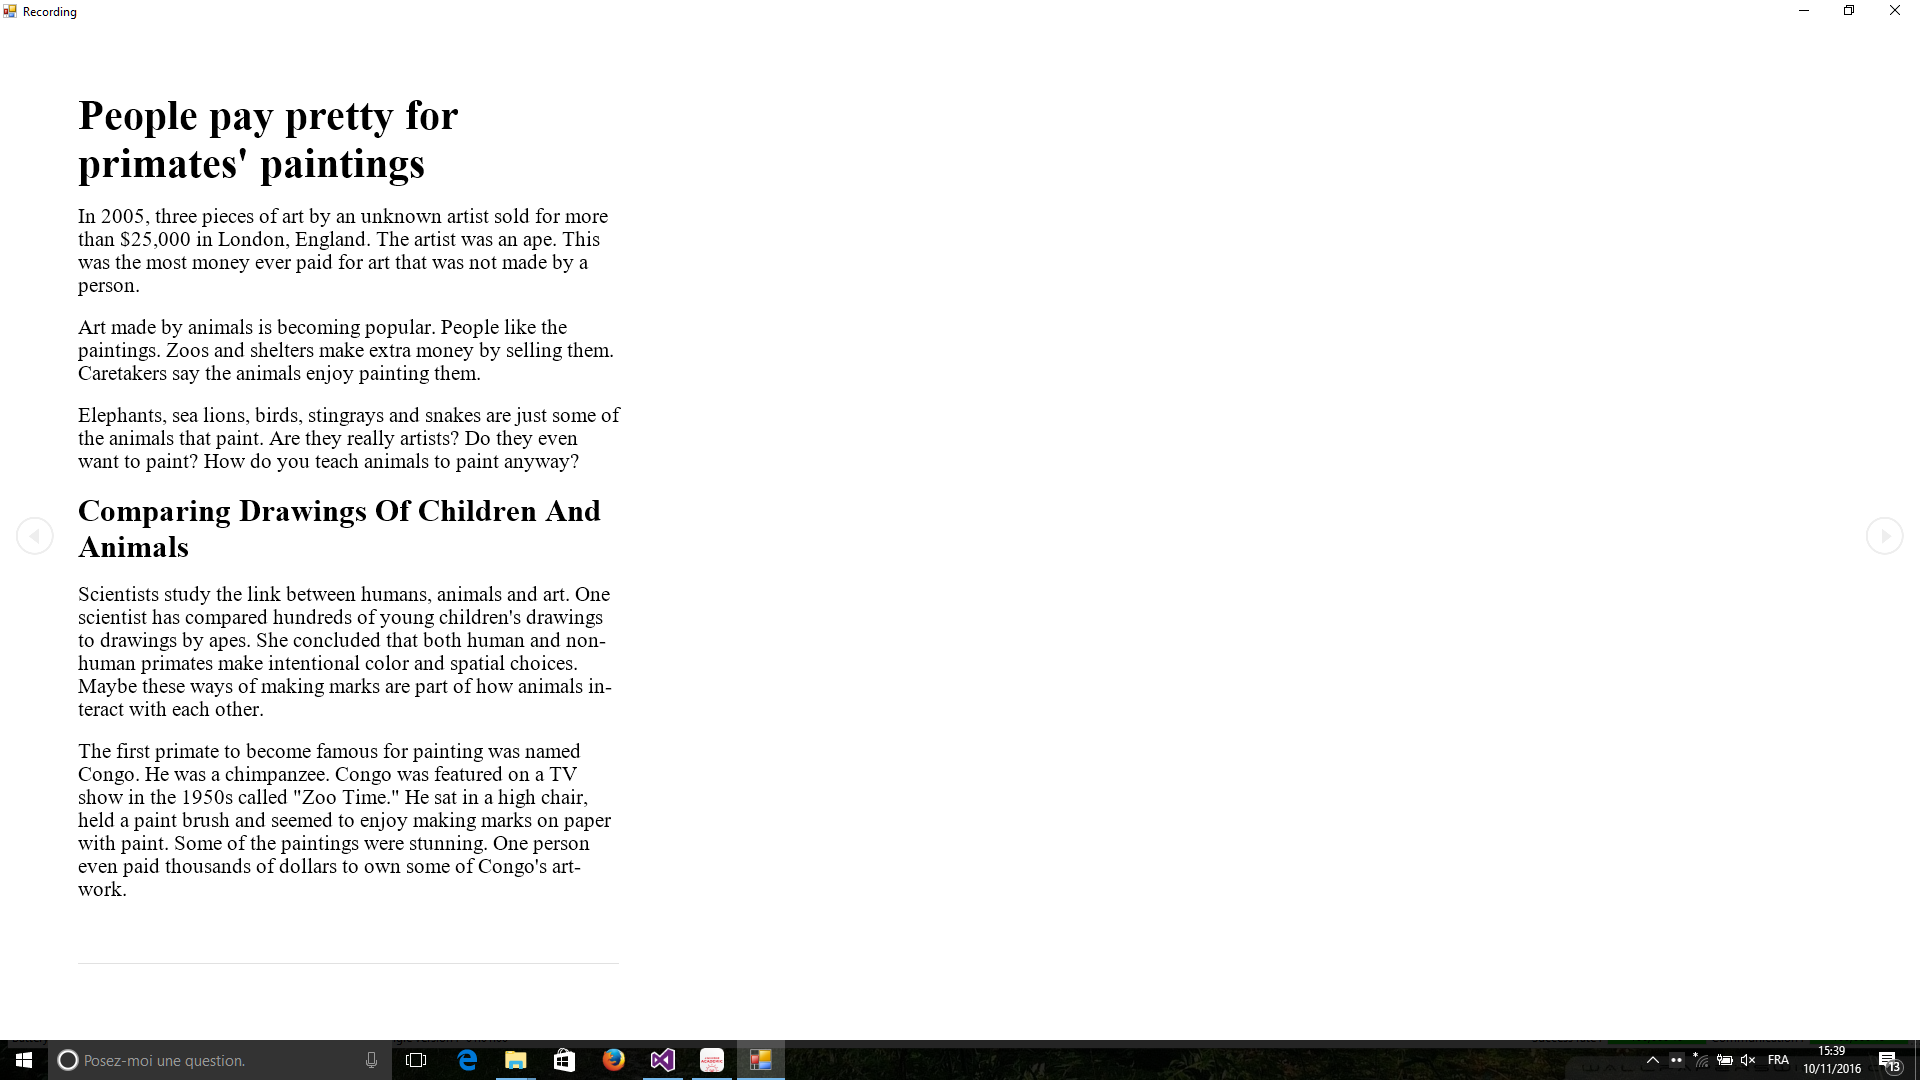 Recording
People pay pretty for
primates' paintings
In 2005, three pieces of art by an unknown artist sold for more
than $25,000 in London, England. The artist was an ape. This
was the most money ever paid for art that was not made by a
person.
Art made by animals is becoming popular. People like the
paintings. Zoos and shelters make extra money by selling them.
Caretakers say the animals enjoy painting them.
Elephants, sea lions, birds, stingrays and snakes are just some of
the animals that paint. Are they really artists? Do they even
want to paint? How do you teach animals to paint anyway?
Comparing Drawings Of Children And
Animals
Scientists study the link between humans, animals and art. One
scientist has compared hundreds of young children's drawings
to drawings by apes. She concluded that both human and non-
human primates make intentional color and spatial choices.
Maybe these ways of making marks are part of how animals in-
teract with each other.
The first primate to become famous for painting was named
Congo. He was a chimpanzee. Congo was featured on a TV
show in the 1950s called "Zoo Time." He sat in a high chair,
held a paint brush and seemed to enjoy making marks on paper
with paint. Some of the paintings were stunning. One person
even paid thousands of dollars to own some of Congo's art-
work.
Posez-moi une question.
FRA
15:39
10/11/2016
13